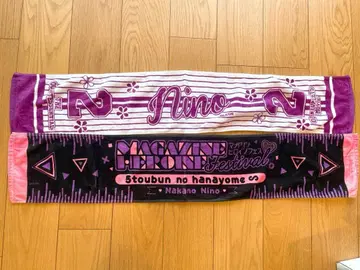 2
Nino
2
MAGAZINE
HEROINE
Festival
5toubun no hanayome S
Nakano Nino